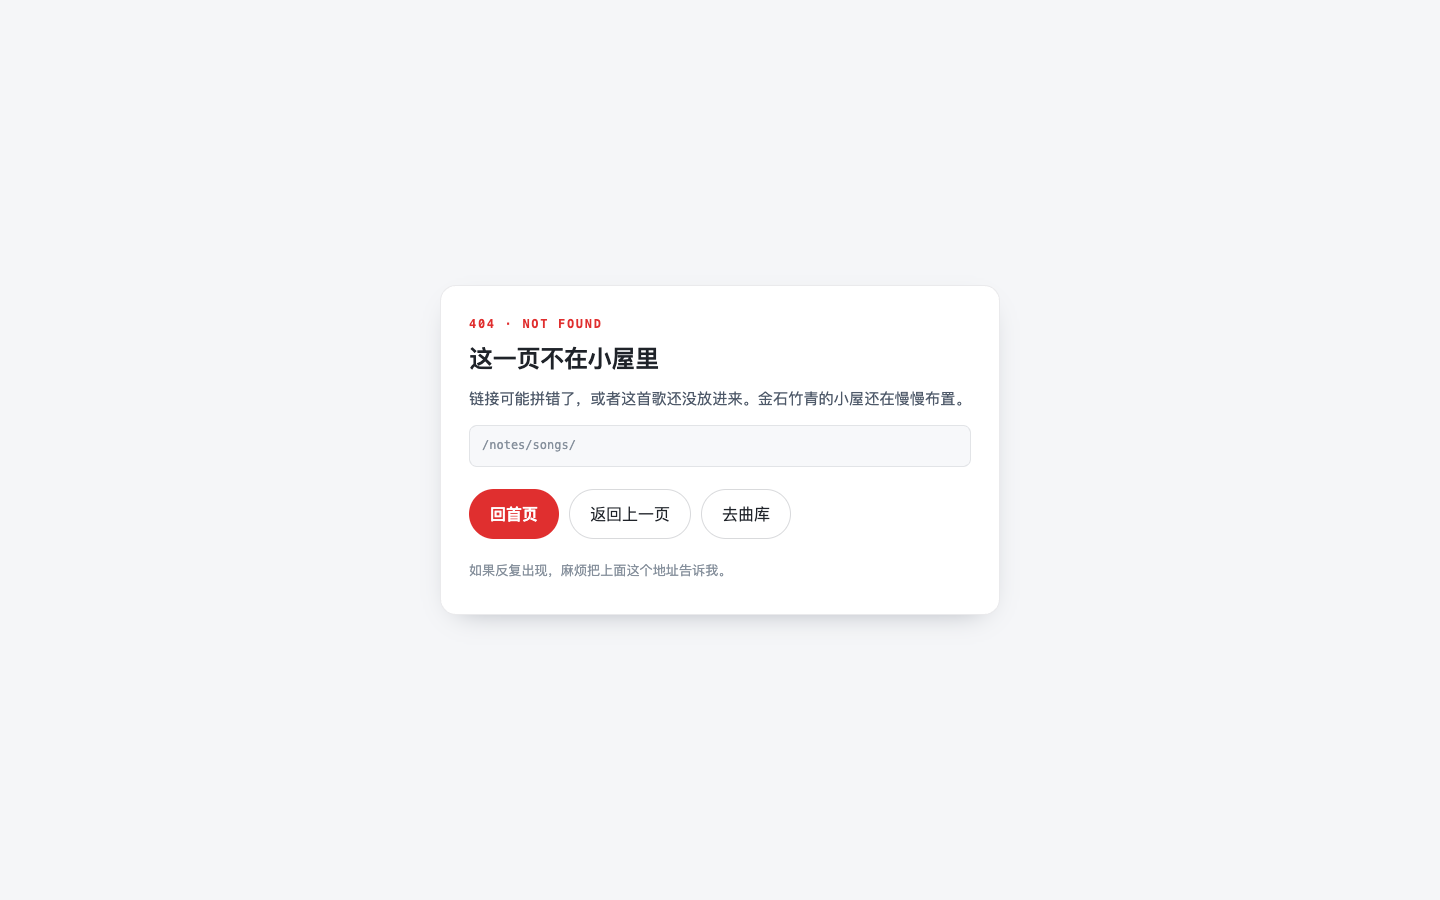 404 · NOT FOUND
这一页不在小屋里
链接可能拼错了，或者这首歌还没放进来。金石竹青的小屋还在慢慢布置。
/notes/songs/
回首页
返回上一页
去曲库
如果反复出现，麻烦把上面这个地址告诉我。